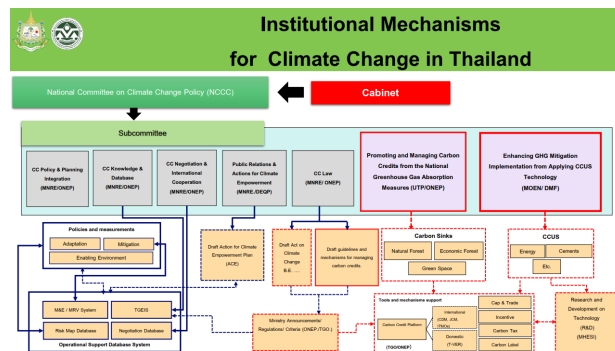 Institutional Mechanisms
for Climate Change in Thailand
National Committee on Climate Change Policy (NCCC)
Cabinet
Subcommittee
CC Policy & Planning
Integration
(MNRE/ONEP)
CC Knowledge &
Database
(MNRE/ONEP)
CC Negotiation &
International
Cooperation
(MNRE/ONEP)
Public Relations &
Actions for Climate
Empowerment
(MNRE/DEQP)
CC Law
(MNRE/ ONEP)
Promoting and Managing Carbon
Credits from the National
Greenhouse Gas Absorption
Measures (UTP/ONEP)
Enhancing GHG Mitigation
Implementation from Applying CCUS
Technology
(MOEN/ DMF)
Policies and measurements
Adaptation
Mitigation
Enabling Environment
Draft Action for Climate
Empowerment Plan
(ACE)
Draft Act on
Climate
Change
B.E. .....
Draft guidelines and
mechanisms for managing
carbon credits.
Carbon Sinks
Natural Forest
Economic Forest
Green Space
CCUS
Energy
Cements
Etc.
M&E / MRV System
TGEIS
Risk Map Database
Negotiation Database
Operational Support Database System
Ministry Announcements/
Regulations/ Criteria (ONEP /TGO.)
Tools and mechanisms support
Carbon Credit Platform
(TGO/ONEP)
International
(CDM, JCM,
ITMOs)
Domestic
(T-VER)
Cap & Trade
Incentive
Carbon Tax
Carbon Label
Research and
Development on
Technology
(R&D)
(MHESI)